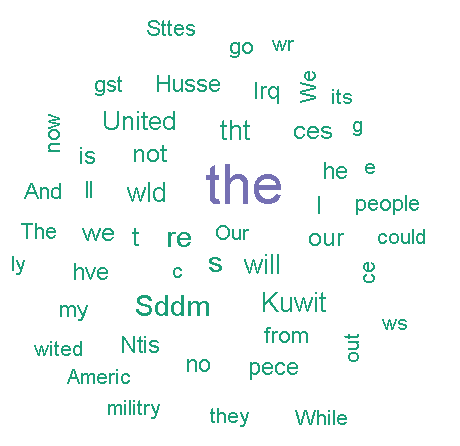 Sttes
go wr
gst Husse Irq We its
now United tht ces g
is not he e
And ll wld the l people
The we t re Our our could
ly hve c s will ce
my Sddm Kuwit ws
wited Ntis from out
Americ no pece
militry they While